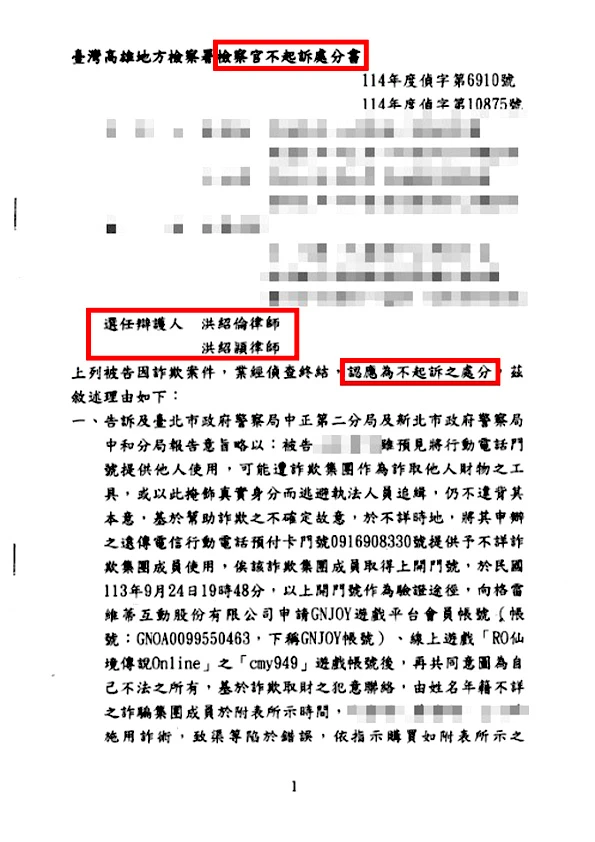 臺灣高雄地方檢察署檢察官不起訴處分書
114年度偵字第6910號
114年度偵字第10875號
選任辯護人 洪紹倫律師
洪紹穎律師
上列被告因詐欺案件,業經偵查終結,認應為不起訴之處分,茲
敘述理由如下:
一、告訴及臺北市政府警察局中正第二分局及新北市政府警察局
中和分局報告意旨略以:被告 雖預見將行動電話門
號提供他人使用,可能遭詐欺集團作為詐取他人財物之工
具,或以此掩飾真實身分而逃避執法人員追緝,仍不違背其
本意,基於幫助詐欺之不確定故意,於不詳時地,將其申辦
之遠傳電信行動電話預付卡門號0916908330號提供予不詳詐
欺集團成員使用,俟該詐欺集團成員取得上開門號,於民國
113年9月24日19時48分,以上開門號作為驗證途徑,向格雷
維蒂互動股份有限公司申請GNJOY遊戲平台會員帳號(帳
號:GNOA0099550463,下稱GNJOY帳號)、線上遊戲「RO仙
境傳說Online」之「cmy949」遊戲帳號後,再共同意圖為自
己不法之所有,基於詐欺取財之犯意聯絡,由姓名年籍不詳
之詐騙集團成員於附表所示時間,
施用詐術,致渠等陷於錯誤,依指示購買如附表所示之
1